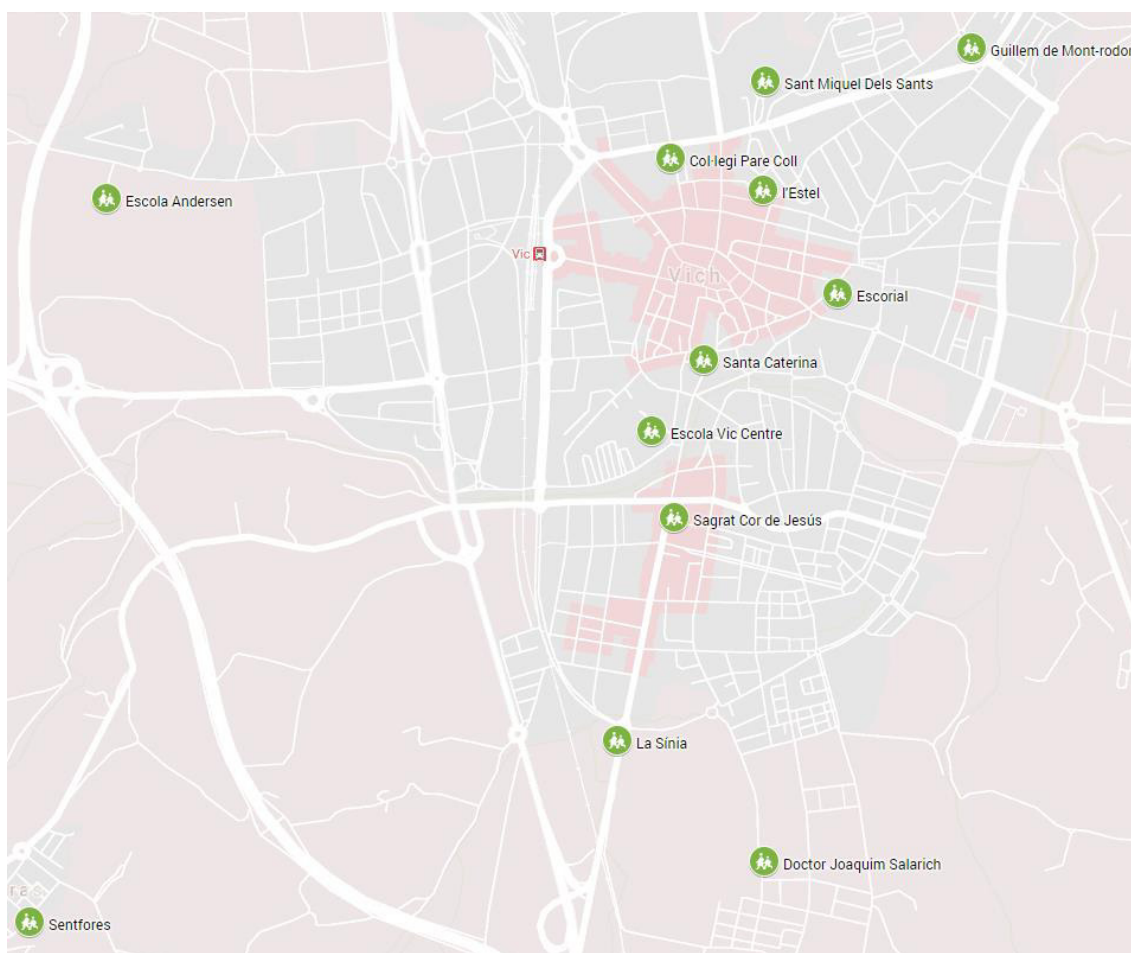 Guillem de Mont-rodor
Sant Miquel Dels Sants
Col·legi Pare Coll
l'Estel
Escola Andersen
Vic
Vich
Escorial
Santa Caterina
Escola Vic Centre
Sagrat Cor de Jesús
La Sínia
Doctor Joaquim Salarich
ras
Sentfores